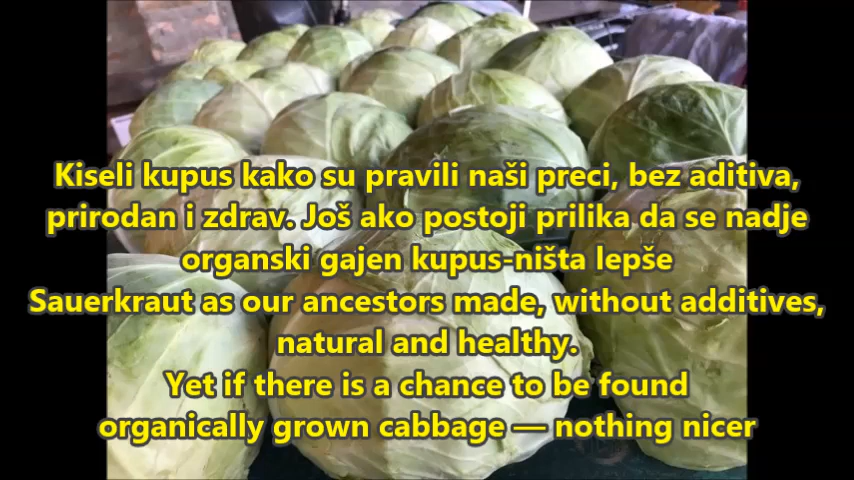 Kiseli kupus kako su pravili naši preci, bez aditiva,
prirodan i zdrav. Još ako postoji prilika da se nadje
organski gajen kupus-ništa lepše
Sauerkraut as our ancestors made, without additives,
natural and healthy.
Yet if there is a chance to be found
organically grown cabbage — nothing nicer